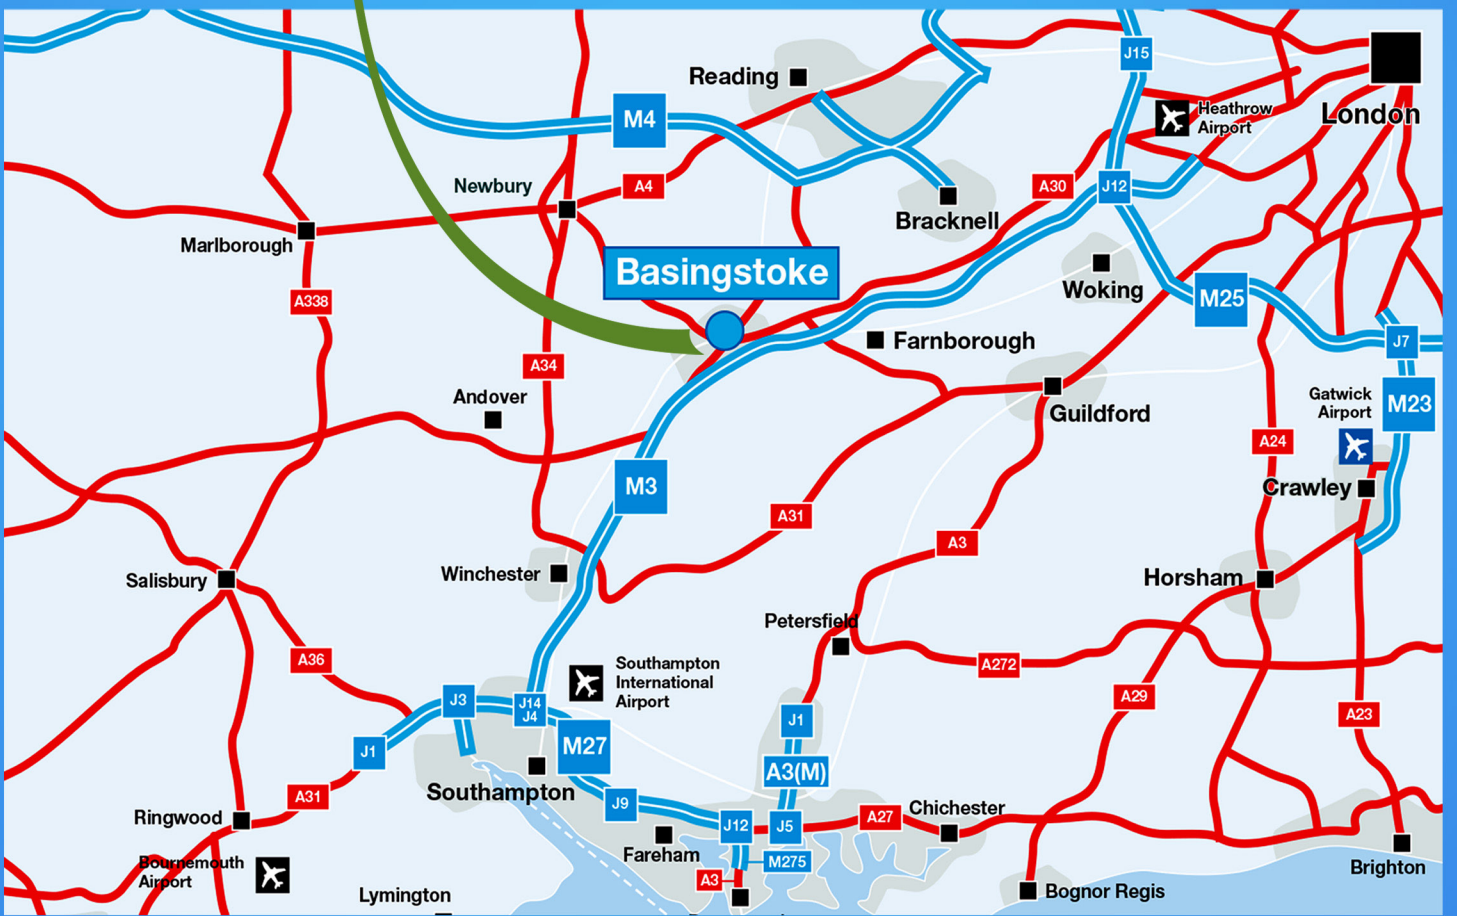 J15
Reading
London
Heathrow
Airport
M4
Newbury
A4
A30
J12
Bracknell
Marlborough
Basingstoke
Woking
M25
A338
Farnborough
J7
A34
Andover
Guildford
Gatwick
Airport
M23
A24
M3
Crawley
A31
A3
Winchester
Salisbury
Horsham
Petersfield
A36
Southampton
International
Airport
A272
A29
J3
J14
J4
J1
A23
M27
J1
A3(M)
Southampton
A31
J9
Ringwood
J12
J5
A27
Chichester
Fareham
M275
Bournemouth
Airport
A3
Brighton
Lymington
Bognor Regis